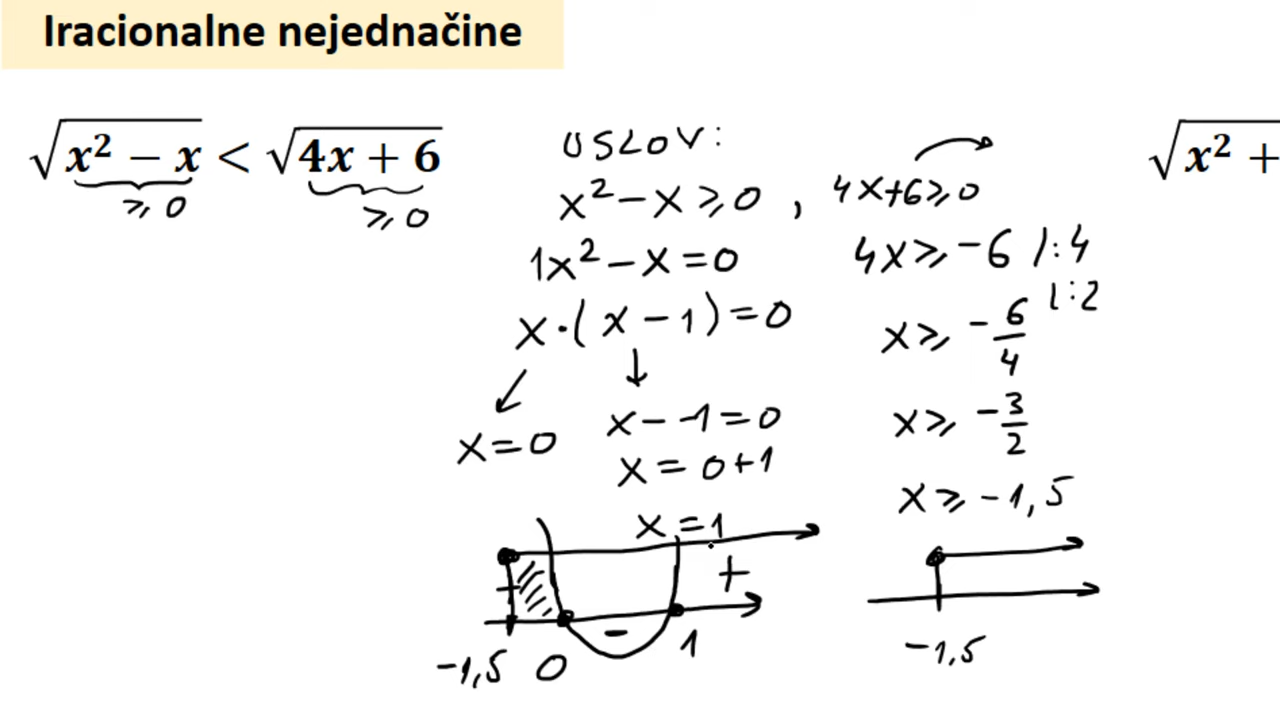 Iracionalne nejednačine
√(x² − x) < √(4x + 6)
≥ 0
≥ 0
USLOV:
x² − x ≥ 0 , 4x+6 ≥ 0
1x² − x = 0
x · (x − 1) = 0
x = 0
x − 1 = 0
x = 0+1
x = 1
4x ≥ −6 /:4
x ≥ −6/4 /:2
x ≥ −3/2
x ≥ −1,5
+ − +
−1,5 0 1
−1,5
√x² +